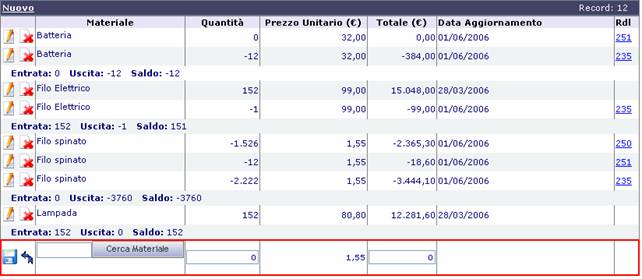 Nuovo Record: 12
Materiale Quantità Prezzo Unitario (€) Totale (€) Data Aggiornamento Rdl
Batteria 0 32,00 0,00 01/06/2006 251
Batteria -12 32,00 -384,00 01/06/2006 235
Entrata: 0 Uscita: -12 Saldo: -12
Filo Elettrico 152 99,00 15.048,00 28/03/2006
Filo Elettrico -1 99,00 -99,00 01/06/2006 235
Entrata: 152 Uscita: -1 Saldo: 151
Filo spinato -1.526 1,55 -2.365,30 01/06/2006 250
Filo spinato -12 1,55 -18,60 01/06/2006 251
Filo spinato -2.222 1,55 -3.444,10 01/06/2006 235
Entrata: 0 Uscita: -3760 Saldo: -3760
Lampada 152 80,80 12.281,60 28/03/2006
Entrata: 152 Uscita: 0 Saldo: 152
Cerca Materiale 0 1,55 0